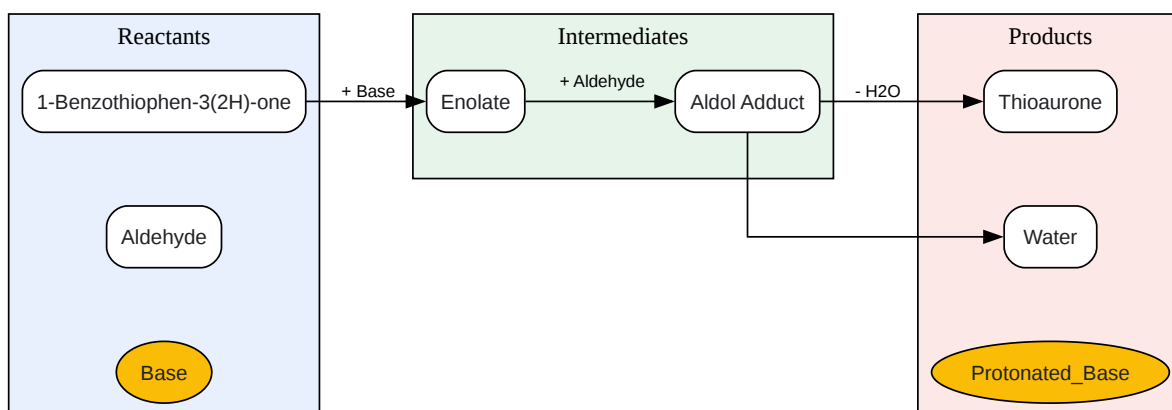 Reactants
Intermediates
Products
1-Benzothiophen-3(2H)-one
+ Base
Enolate
+ Aldehyde
Aldol Adduct
- H2O
Thioaurone
Aldehyde
Water
Base
Protonated_Base